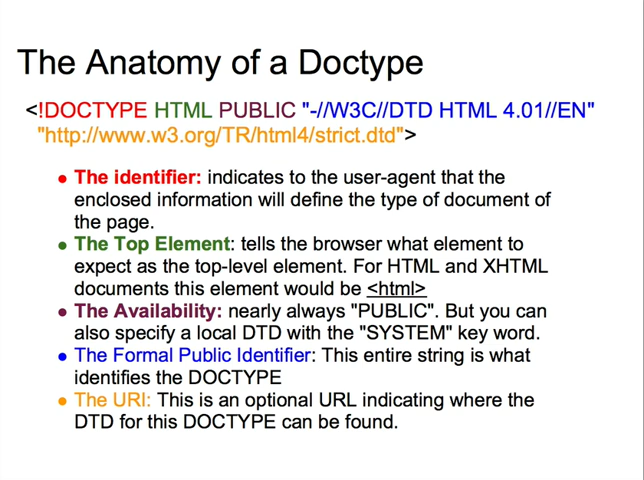 The Anatomy of a Doctype
<!DOCTYPE HTML PUBLIC "-//W3C//DTD HTML 4.01//EN"
"http://www.w3.org/TR/html4/strict.dtd">
● The identifier: indicates to the user-agent that the
enclosed information will define the type of document of
the page.
● The Top Element: tells the browser what element to
expect as the top-level element. For HTML and XHTML
documents this element would be <html>
● The Availability: nearly always "PUBLIC". But you can
also specify a local DTD with the "SYSTEM" key word.
● The Formal Public Identifier: This entire string is what
identifies the DOCTYPE
● The URI: This is an optional URL indicating where the
DTD for this DOCTYPE can be found.